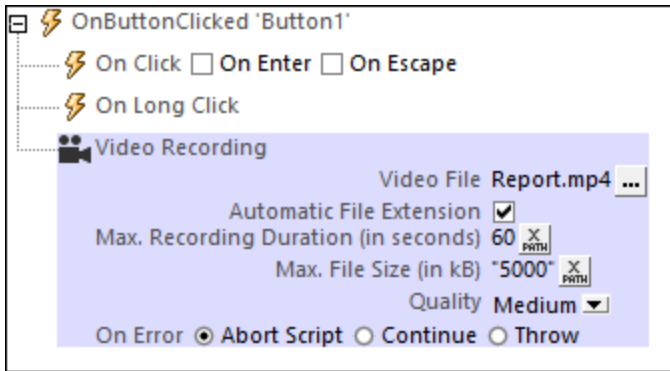 OnButtonClicked 'Button1'
On Click On Enter On Escape
On Long Click
Video Recording
Video File Report.mp4 ...
Automatic File Extension
Max. Recording Duration (in seconds) 60 X PATH
Max. File Size (in kB) "5000" X PATH
Quality Medium
On Error Abort Script Continue Throw